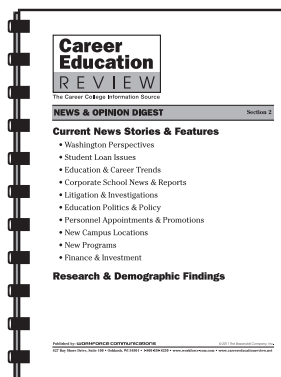 Career
Education
REVIEW
The Career College Information Source
NEWS & OPINION DIGEST Section 2
Current News Stories & Features
• Washington Perspectives
• Student Loan Issues
• Education & Career Trends
• Corporate School News & Reports
• Litigation & Investigations
• Education Politics & Policy
• Personnel Appointments & Promotions
• New Campus Locations
• New Programs
• Finance & Investment
Research & Demographic Findings
Published by: WORKFORCE COMMUNICATIONS